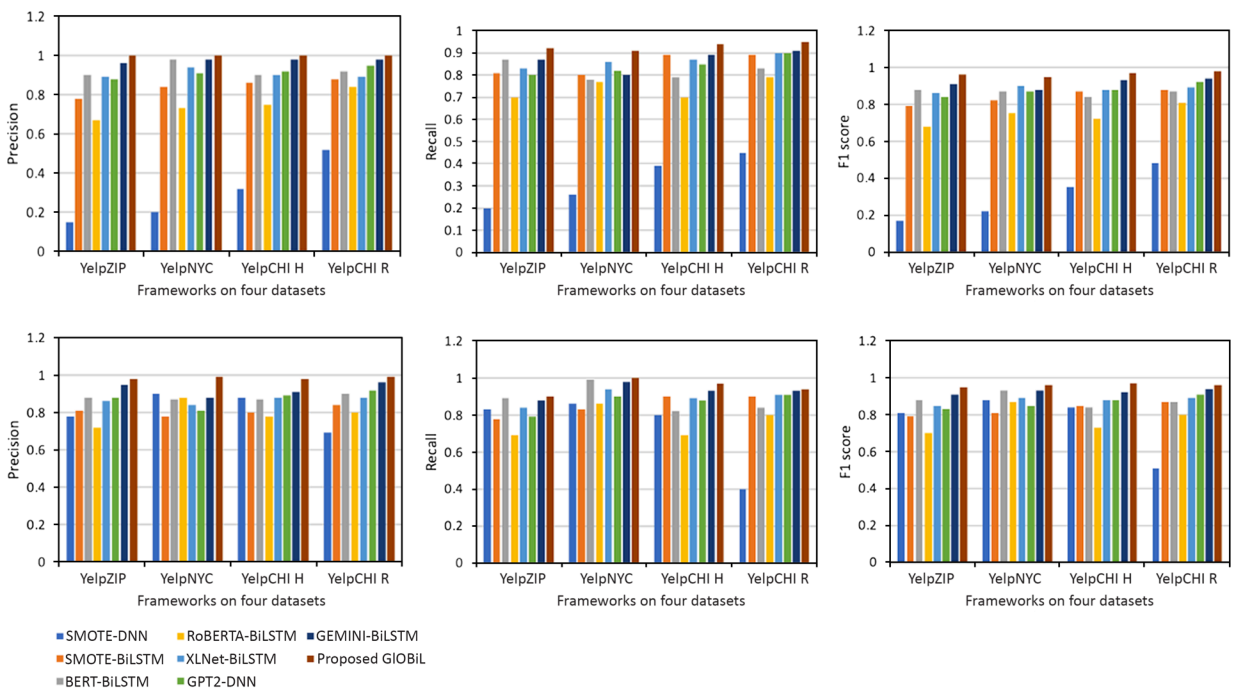 1.2
1
0.8
0.6
0.4
0.2
0
Precision
YelpZIP YelpNYC YelpCHI H YelpCHI R
Frameworks on four datasets
1
0.9
0.8
0.7
0.6
0.5
0.4
0.3
0.2
0.1
0
Recall
YelpZIP YelpNYC YelpCHI H YelpCHI R
Frameworks on four datasets
1.2
1
0.8
0.6
0.4
0.2
0
F1 score
YelpZIP YelpNYC YelpCHI H YelpCHI R
Frameworks on four datasets
1.2
1
0.8
0.6
0.4
0.2
0
Precision
YelpZIP YelpNYC YelpCHI H YelpCHI R
Frameworks on four datasets
1.2
1
0.8
0.6
0.4
0.2
0
Recall
YelpZIP YelpNYC YelpCHI H YelpCHI R
Frameworks on four datasets
1.2
1
0.8
0.6
0.4
0.2
0
F1 score
YelpZIP YelpNYC YelpCHI H YelpCHI R
Frameworks on four datasets
SMOTE-DNN RoBERTA-BiLSTM GEMINI-BiLSTM
SMOTE-BiLSTM XLNet-BiLSTM Proposed GlOBiL
BERT-BiLSTM GPT2-DNN